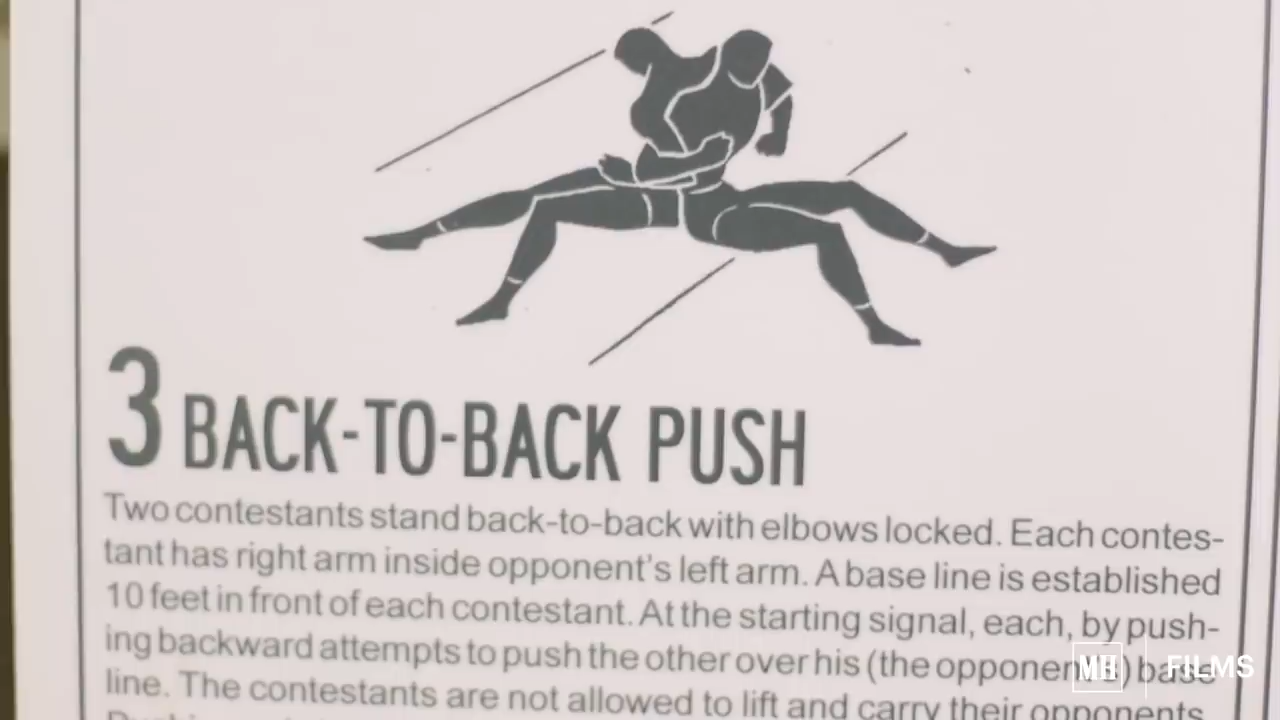 3 BACK-TO-BACK PUSH
Two contestants stand back-to-back with elbows locked. Each contes-
tant has right arm inside opponent's left arm. A base line is established
10 feet in front of each contestant. At the starting signal, each, by push-
ing backward attempts to push the other over his (the opponent's) base
line. The contestants are not allowed to lift and carry their opponents.
MH FILMS